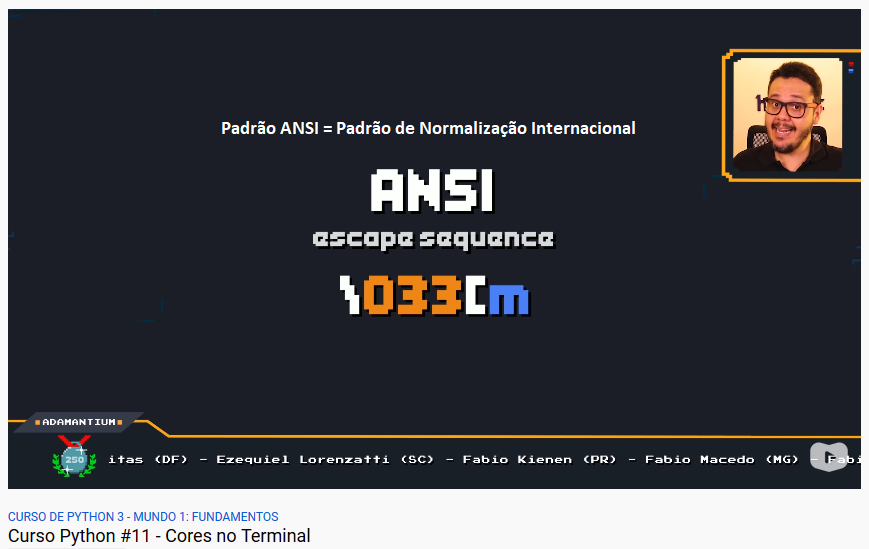 Padrão ANSI = Padrão de Normalização Internacional
ANSI
escape sequence
\033[m
ADAMANTIUM
250
itas (DF) - Ezequiel Lorenzatti (SC) - Fabio Kienen (PR) - Fabio Macedo (MG) - Fabi
CURSO DE PYTHON 3 - MUNDO 1: FUNDAMENTOS
Curso Python #11 - Cores no Terminal